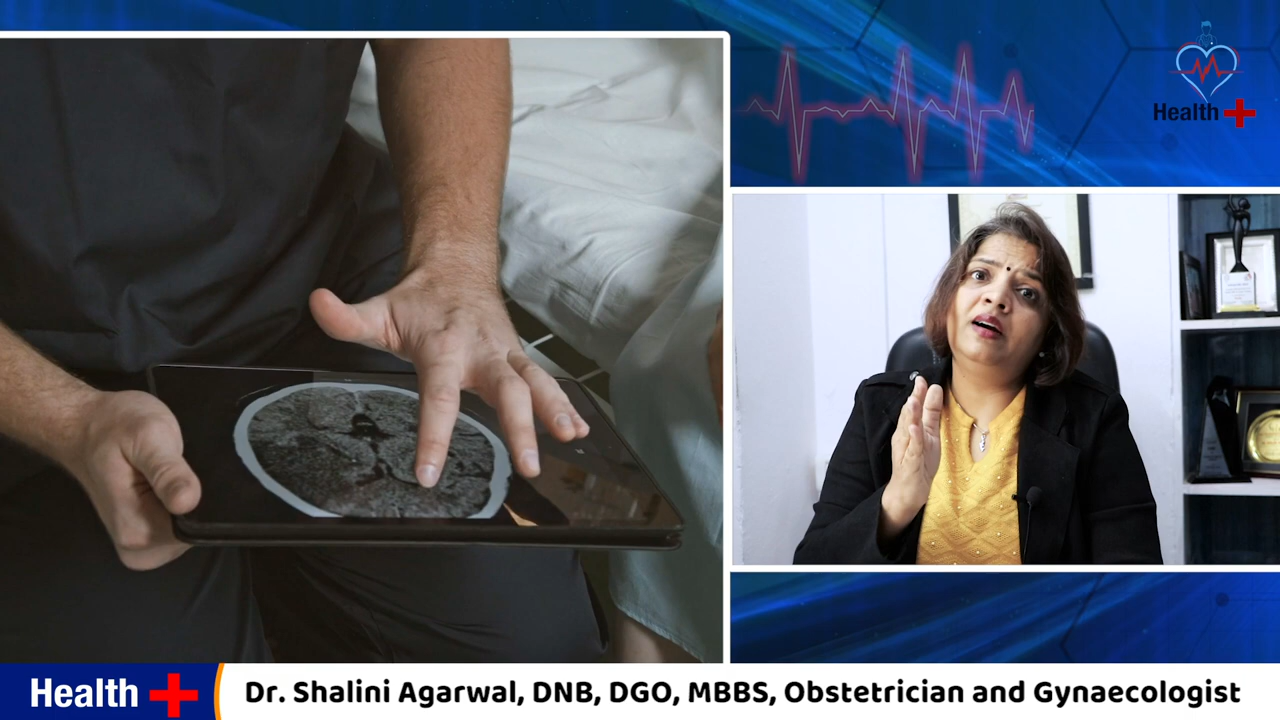 Health
Health
Dr. Shalini Agarwal, DNB, DGO, MBBS, Obstetrician and Gynaecologist